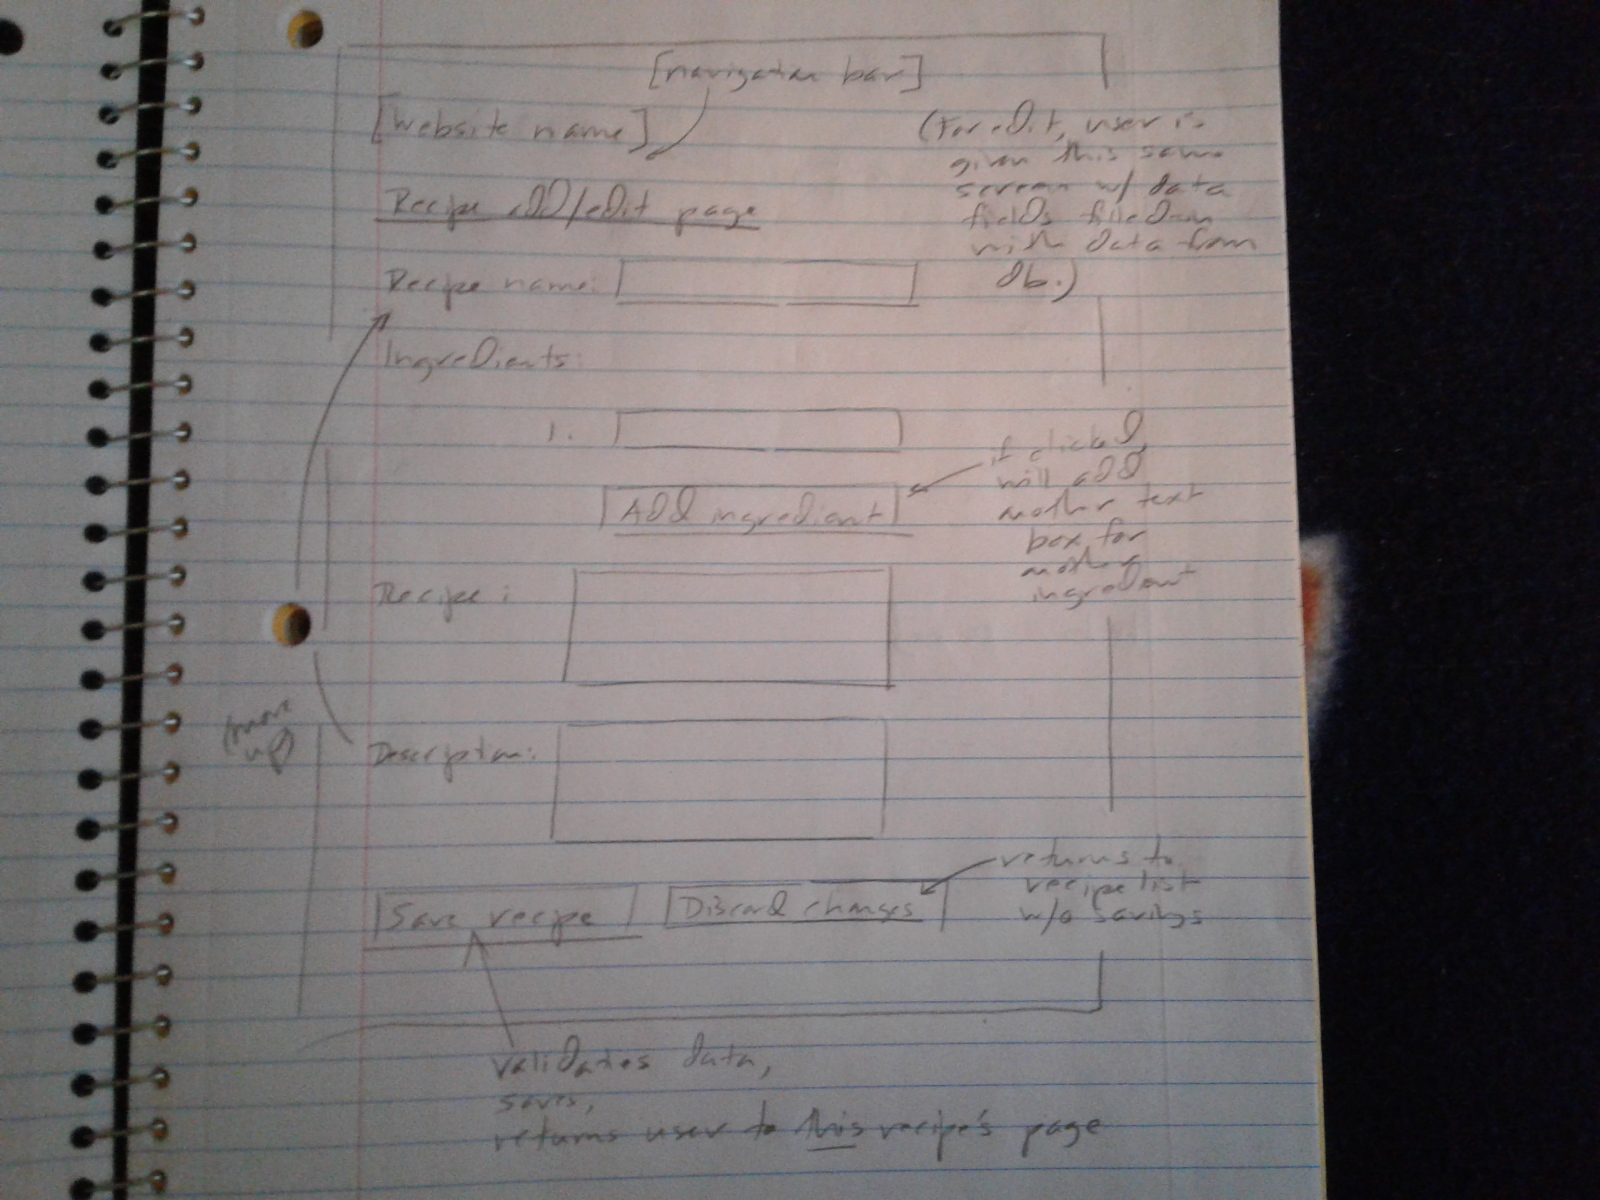 [navigation bar]
[website name]
(For edit, user is
given this same
screen w/ data
fields filled in
with data from
db.)
Recipe add/edit page
Recipe name:
Ingredients:
1.
Add ingredient
if clicked
will add
another text
box for
another
ingredient
Recipe:
Description:
move
up
Save recipe
Discard changes
returns to
recipe list
w/o saving
validates data,
saves,
returns user to this recipe's page